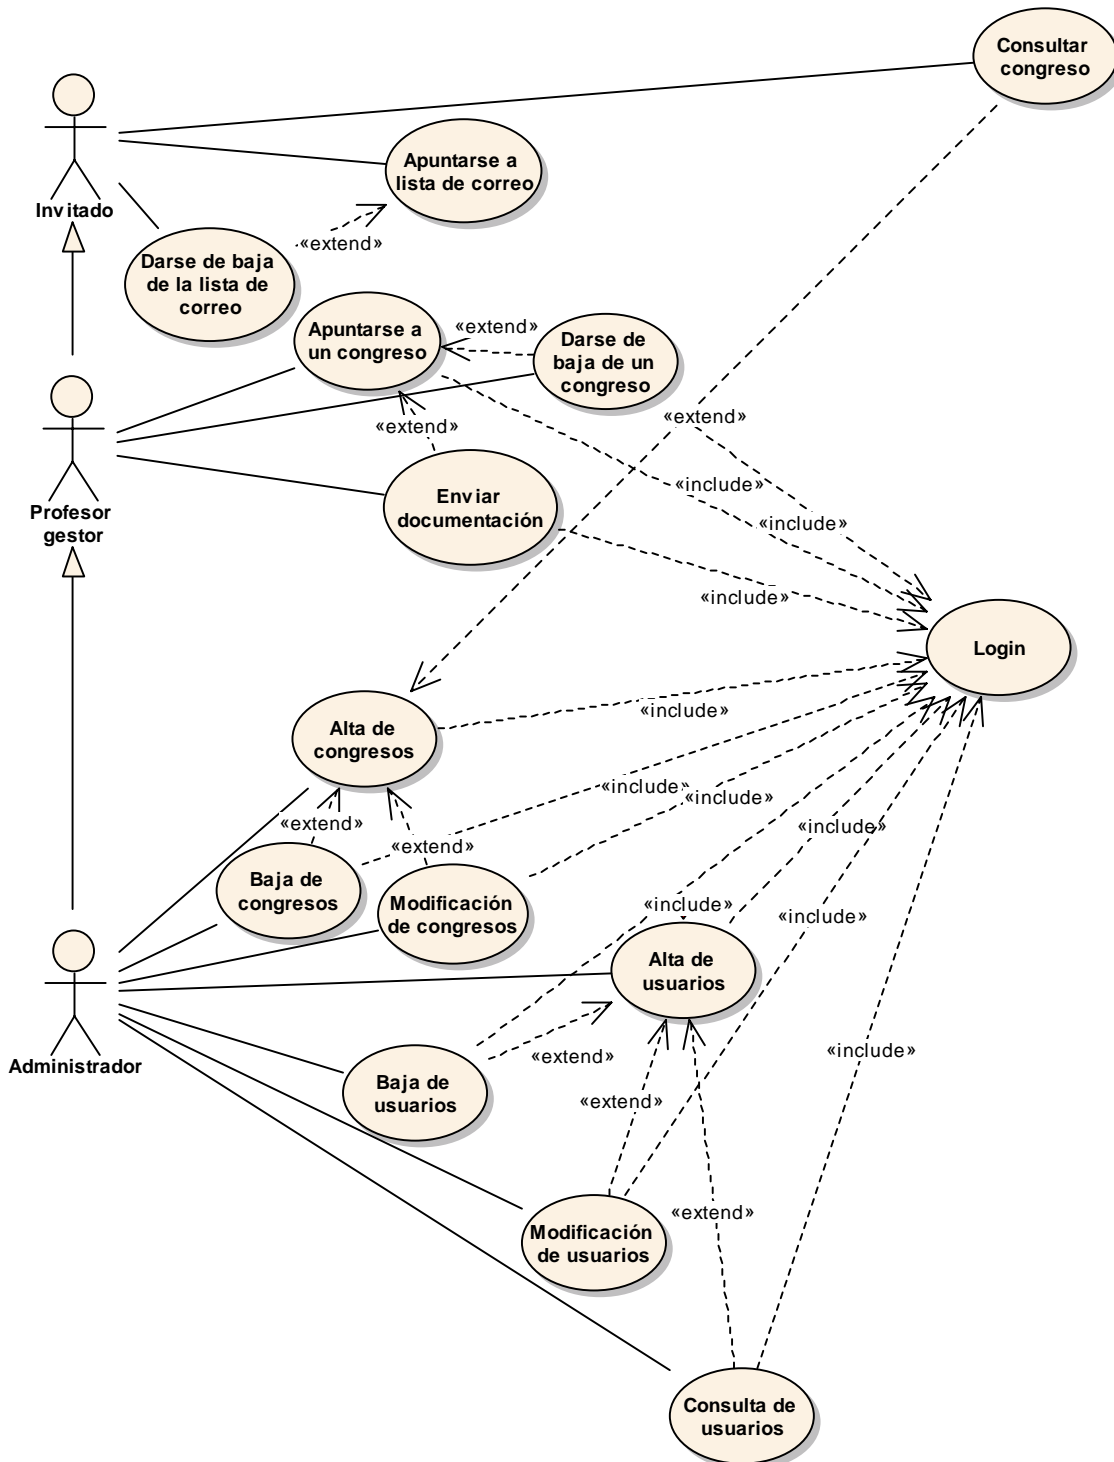 Consultar
congreso
Apuntarse a
lista de correo
Invitado
«extend»
Darse de baja
de la lista de
correo
Apuntarse a
un congreso
«extend»
Darse de
baja de un
congreso
«extend»
«extend»
Profesor
gestor
Enviar
documentación
«include»
«include»
«include»
Login
Alta de
congresos
«include»
«include»
«include»
«extend»
«extend»
«include»
Baja de
congresos
Modificación
de congresos
«include»
«include»
Alta de
usuarios
Administrador
«extend»
«include»
Baja de
usuarios
«extend»
Modificación
de usuarios
«extend»
Consulta de
usuarios